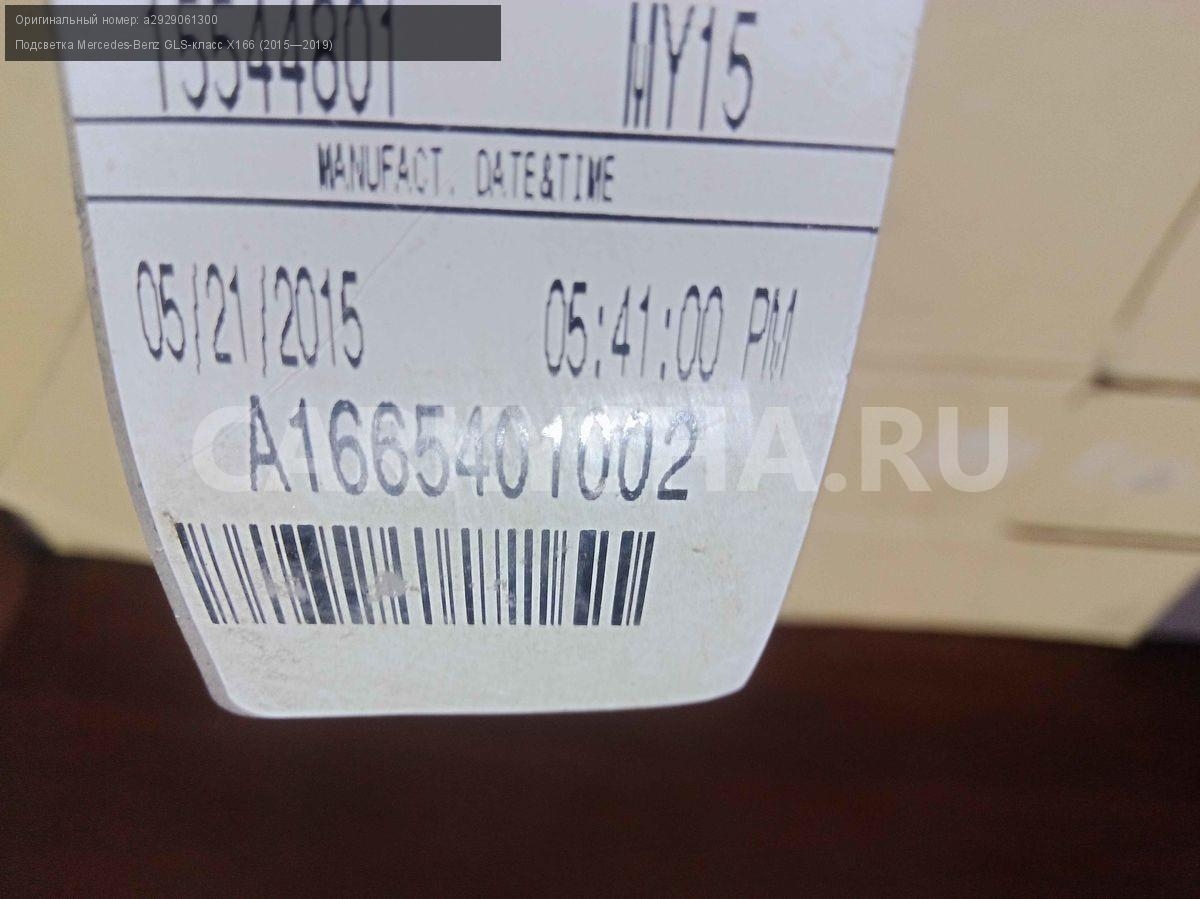 Оригинальный номер: a2929061300
Подсветка Mercedes-Benz GLS-класс X166 (2015—2019)
15544801 MY15
MANUFACT. DATE&TIME
05/21/2015 05:41:00 PM
A1665401002